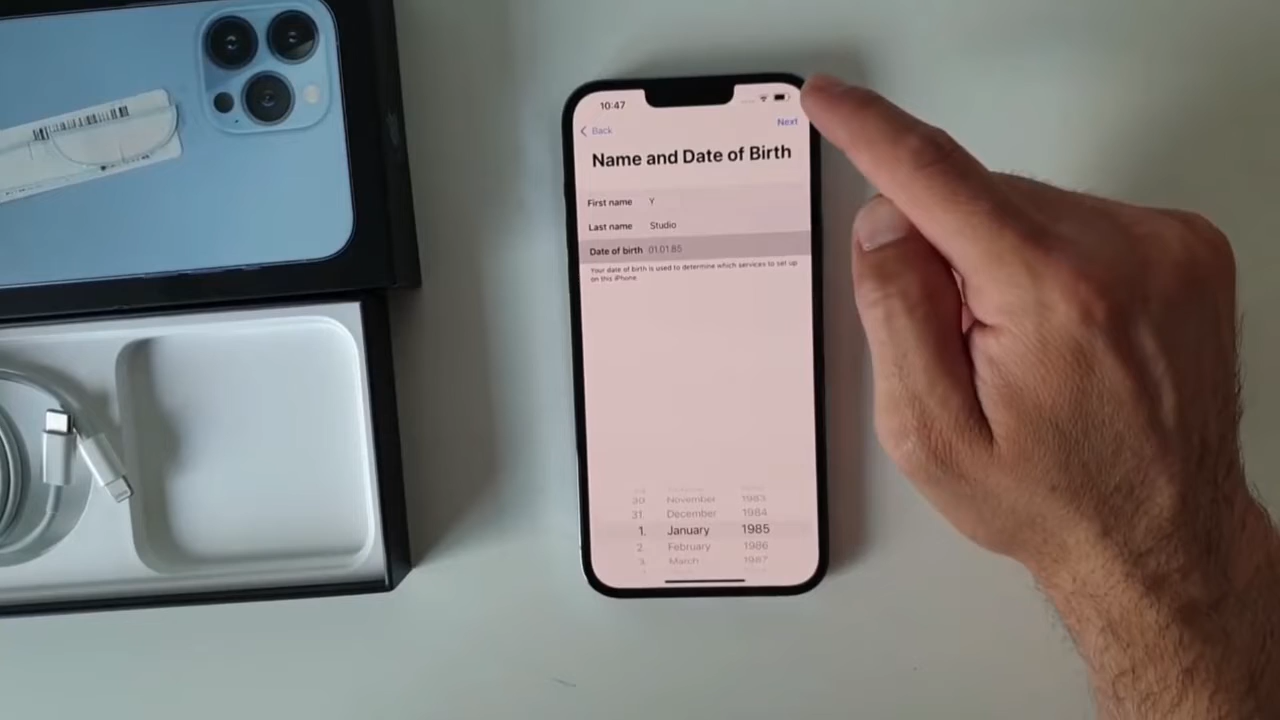 10:47
Back
Next
Name and Date of Birth
First name Y
Last name Studio
Date of birth 01.01.85
Your date of birth is used to determine which services to set up
on this iPhone.
30 November 1983
31 December 1984
1. January 1985
2. February 1986
3. March 1987